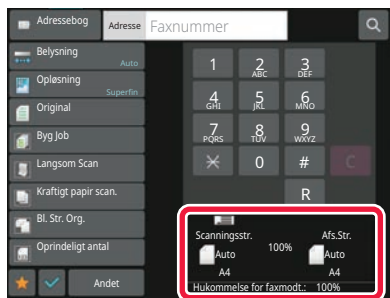 Adressebog
Adresse
Faxnummer
Belysning
Auto
Opløsning
Superfin
Original
Byg Job
Langsom Scan
Kraftigt papir scan.
Bl. Str. Org.
Oprindeligt antal
Andet
1
2 ABC
3 DEF
4 GHI
5 JKL
6 MNO
7 PQRS
8 TUV
9 WXYZ
0
#
C
R
Scanningsstr.
Afs.Str.
Auto
100%
Auto
A4
A4
Hukommelse for faxmodt.: 100%